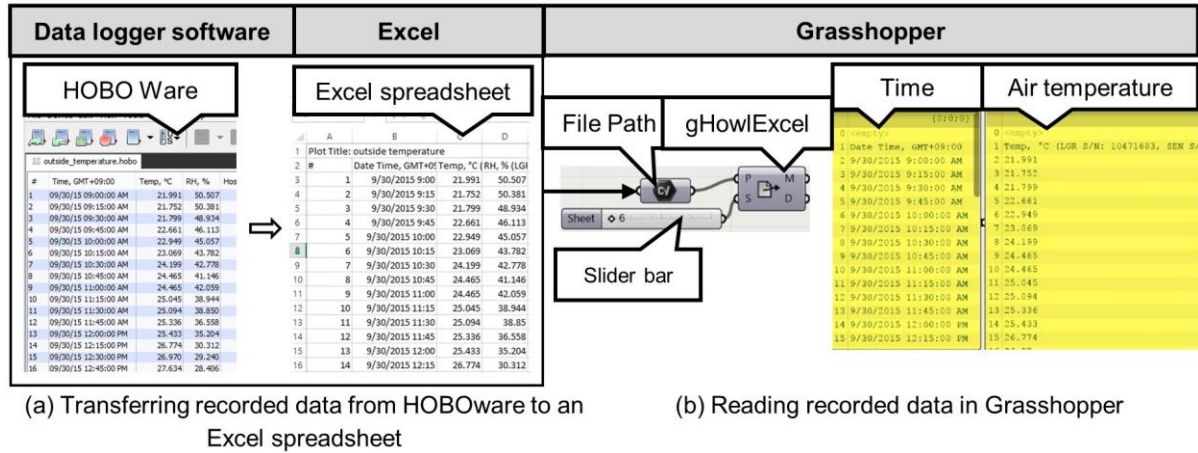 Data logger software
Excel
Grasshopper
HOBO Ware
outside_temperature.hobo
# Time, GMT+09:00 Temp, °C RH, % Hos
1 09/30/15 09:00:00 AM 21.991 50.507
2 09/30/15 09:15:00 AM 21.752 50.381
3 09/30/15 09:30:00 AM 21.799 48.934
4 09/30/15 09:45:00 AM 22.661 46.113
5 09/30/15 10:00:00 AM 22.949 45.057
6 09/30/15 10:15:00 AM 23.069 43.782
7 09/30/15 10:30:00 AM 24.199 42.778
8 09/30/15 10:45:00 AM 24.465 41.146
9 09/30/15 11:00:00 AM 24.465 42.059
10 09/30/15 11:15:00 AM 25.045 38.944
11 09/30/15 11:30:00 AM 25.094 38.850
12 09/30/15 11:45:00 AM 25.336 36.558
13 09/30/15 12:00:00 PM 25.433 35.204
14 09/30/15 12:15:00 PM 26.774 30.312
15 09/30/15 12:30:00 PM 26.970 29.240
16 09/30/15 12:45:00 PM 27.634 28.406
Excel spreadsheet
A B C D
1 Plot Title: outside temperature
2 # Date Time, GMT+09: Temp, °C ( RH, % (LGI
3 1 9/30/2015 9:00 21.991 50.507
4 2 9/30/2015 9:15 21.752 50.381
5 3 9/30/2015 9:30 21.799 48.934
6 4 9/30/2015 9:45 22.661 46.113
7 5 9/30/2015 10:00 22.949 45.057
8 6 9/30/2015 10:15 23.069 43.782
9 7 9/30/2015 10:30 24.199 42.778
10 8 9/30/2015 10:45 24.465 41.146
11 9 9/30/2015 11:00 24.465 42.059
12 10 9/30/2015 11:15 25.045 38.944
13 11 9/30/2015 11:30 25.094 38.85
14 12 9/30/2015 11:45 25.336 36.558
15 13 9/30/2015 12:00 25.433 35.204
16 14 9/30/2015 12:15 26.774 30.312
File Path
gHowlExcel
C#
P M
S D
Sheet 6
Slider bar
Time
{0;0;0}
0 <empty>
1 Date Time, GMT+09:00
2 9/30/2015 9:00:00 AM
3 9/30/2015 9:15:00 AM
4 9/30/2015 9:30:00 AM
5 9/30/2015 9:45:00 AM
6 9/30/2015 10:00:00 AM
7 9/30/2015 10:15:00 AM
8 9/30/2015 10:30:00 AM
9 9/30/2015 10:45:00 AM
10 9/30/2015 11:00:00 AM
11 9/30/2015 11:15:00 AM
12 9/30/2015 11:30:00 AM
13 9/30/2015 11:45:00 AM
14 9/30/2015 12:00:00 PM
15 9/30/2015 12:15:00 PM
Air temperature
0 <empty>
1 Temp, °C (LGR S/N: 10471683, SEN S/
2 21.991
3 21.752
4 21.799
5 22.661
6 22.949
7 23.069
8 24.199
9 24.465
10 24.465
11 25.045
12 25.094
13 25.336
14 25.433
15 26.774
(a) Transferring recorded data from HOBOware to an
Excel spreadsheet
(b) Reading recorded data in Grasshopper